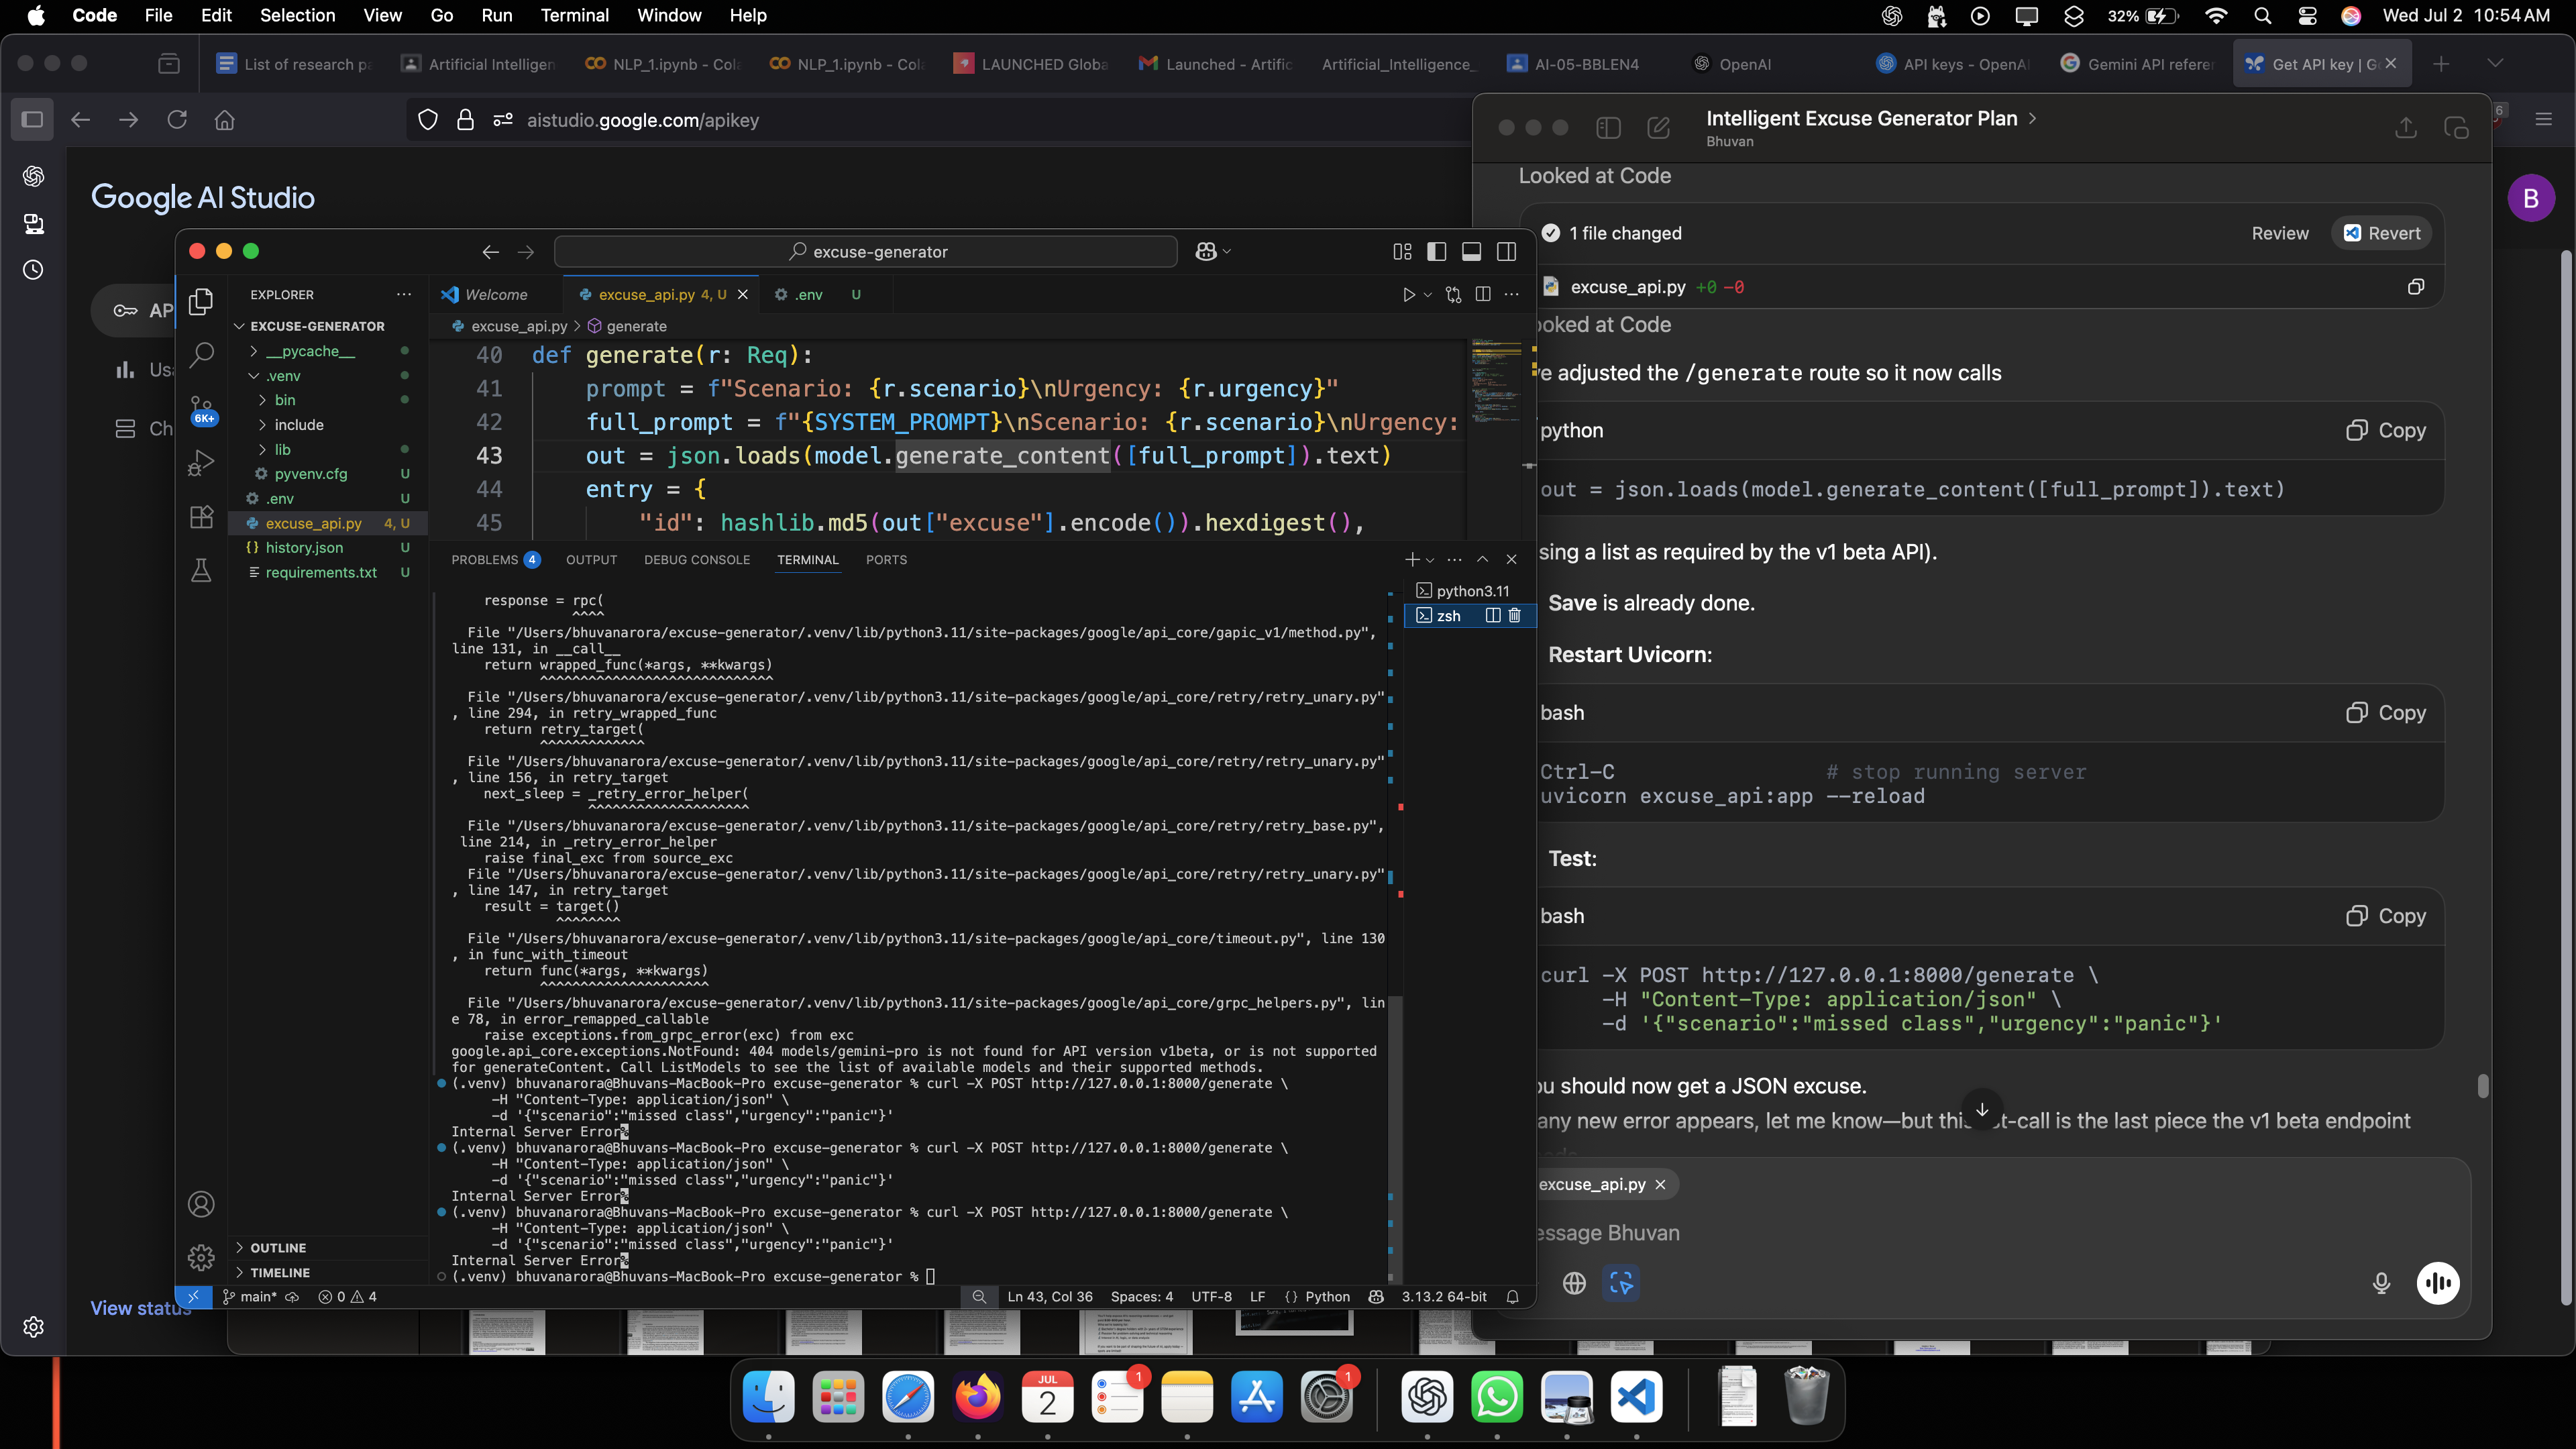 Code File Edit Selection View Go Run Terminal Window Help
32% Wed Jul 2 10:54 AM
List of research pa
Artificial Intelligen
NLP_1.ipynb - Cola
NLP_1.ipynb - Cola
LAUNCHED Globa
Launched - Artific
Artificial_Intelligence_
AI-05-BBLEN4
OpenAI
API keys - OpenAI
Gemini API referen
Get API key | G
aistudio.google.com/apikey
6
Google AI Studio
B
AP
Usa
Ch
View status
excuse-generator
EXPLORER
EXCUSE-GENERATOR
__pycache__
.venv
bin
include
lib
pyvenv.cfg U
.env U
excuse_api.py 4, U
history.json U
requirements.txt U
6K+
OUTLINE
TIMELINE
Welcome
excuse_api.py 4, U
.env U
excuse_api.py > generate
40 def generate(r: Req):
41 prompt = f"Scenario: {r.scenario}\nUrgency: {r.urgency}"
42 full_prompt = f"{SYSTEM_PROMPT}\nScenario: {r.scenario}\nUrgency:
43 out = json.loads(model.generate_content([full_prompt]).text)
44 entry = {
45 "id": hashlib.md5(out["excuse"].encode()).hexdigest(),
PROBLEMS 4 OUTPUT DEBUG CONSOLE TERMINAL PORTS
python3.11
zsh
response = rpc(
^^^^
File "/Users/bhuvanarora/excuse-generator/.venv/lib/python3.11/site-packages/google/api_core/gapic_v1/method.py",
line 131, in __call__
return wrapped_func(*args, **kwargs)
^^^^^^^^^^^^^^^^^^^^^^^^^^^^^
File "/Users/bhuvanarora/excuse-generator/.venv/lib/python3.11/site-packages/google/api_core/retry/retry_unary.py"
, line 294, in retry_wrapped_func
return retry_target(
^^^^^^^^^^^^^
File "/Users/bhuvanarora/excuse-generator/.venv/lib/python3.11/site-packages/google/api_core/retry/retry_unary.py"
, line 156, in retry_target
next_sleep = _retry_error_helper(
^^^^^^^^^^^^^^^^^^^^
File "/Users/bhuvanarora/excuse-generator/.venv/lib/python3.11/site-packages/google/api_core/retry/retry_base.py",
line 214, in _retry_error_helper
raise final_exc from source_exc
File "/Users/bhuvanarora/excuse-generator/.venv/lib/python3.11/site-packages/google/api_core/retry/retry_unary.py"
, line 147, in retry_target
result = target()
^^^^^^^^
File "/Users/bhuvanarora/excuse-generator/.venv/lib/python3.11/site-packages/google/api_core/timeout.py", line 130
, in func_with_timeout
return func(*args, **kwargs)
^^^^^^^^^^^^^^^^^^^^^
File "/Users/bhuvanarora/excuse-generator/.venv/lib/python3.11/site-packages/google/api_core/grpc_helpers.py", lin
e 78, in error_remapped_callable
raise exceptions.from_grpc_error(exc) from exc
google.api_core.exceptions.NotFound: 404 models/gemini-pro is not found for API version v1beta, or is not supported
for generateContent. Call ListModels to see the list of available models and their supported methods.
(.venv) bhuvanarora@Bhuvans-MacBook-Pro excuse-generator % curl -X POST http://127.0.0.1:8000/generate \
-H "Content-Type: application/json" \
-d '{"scenario":"missed class","urgency":"panic"}'
Internal Server Error%
(.venv) bhuvanarora@Bhuvans-MacBook-Pro excuse-generator % curl -X POST http://127.0.0.1:8000/generate \
-H "Content-Type: application/json" \
-d '{"scenario":"missed class","urgency":"panic"}'
Internal Server Error%
(.venv) bhuvanarora@Bhuvans-MacBook-Pro excuse-generator % curl -X POST http://127.0.0.1:8000/generate \
-H "Content-Type: application/json" \
-d '{"scenario":"missed class","urgency":"panic"}'
Internal Server Error%
(.venv) bhuvanarora@Bhuvans-MacBook-Pro excuse-generator %
main* 0 4 Ln 43, Col 36 Spaces: 4 UTF-8 LF {} Python 3.13.2 64-bit
Intelligent Excuse Generator Plan >
Bhuvan
Looked at Code
1 file changed Review Revert
excuse_api.py +0 -0
ooked at Code
e adjusted the /generate route so it now calls
python Copy
out = json.loads(model.generate_content([full_prompt]).text)
sing a list as required by the v1 beta API).
Save is already done.
Restart Uvicorn:
bash Copy
Ctrl-C # stop running server
uvicorn excuse_api:app --reload
Test:
bash Copy
curl -X POST http://127.0.0.1:8000/generate \
-H "Content-Type: application/json" \
-d '{"scenario":"missed class","urgency":"panic"}'
ou should now get a JSON excuse.
any new error appears, let me know—but this st-call is the last piece the v1 beta endpoint
excuse_api.py
essage Bhuvan
JUL
2
1
1